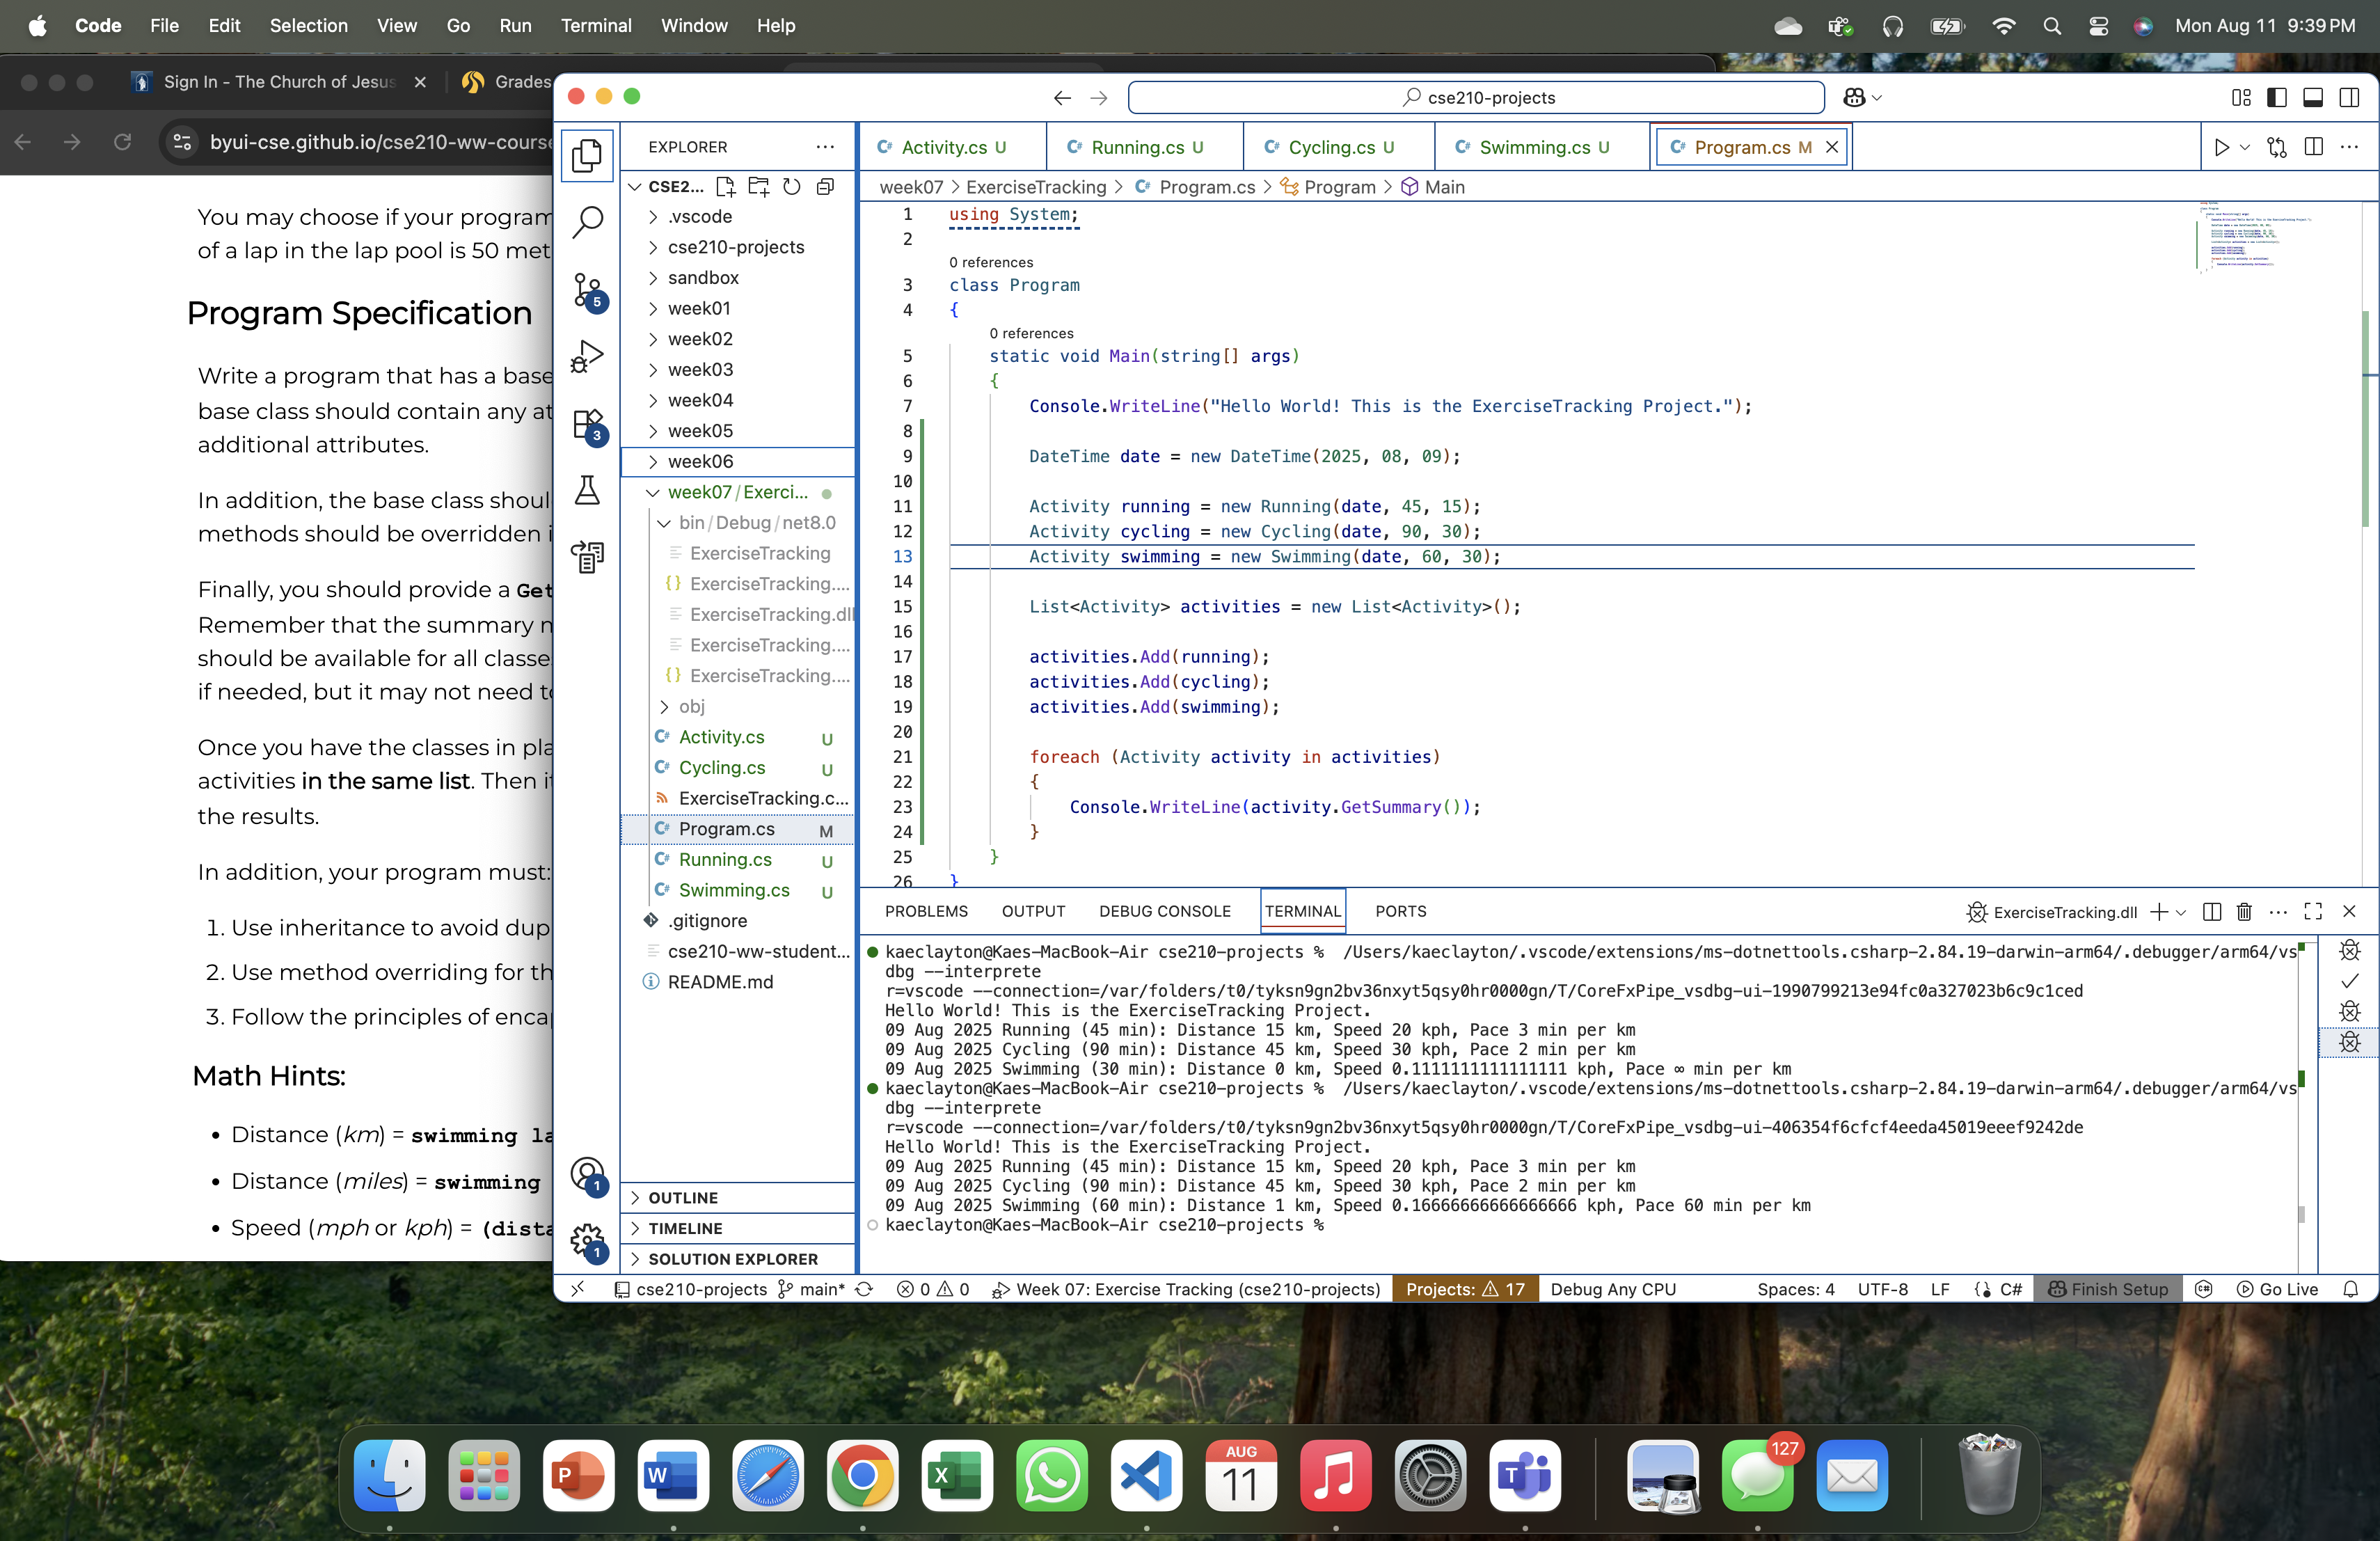 Code File Edit Selection View Go Run Terminal Window Help
Mon Aug 11 9:39 PM
Sign In - The Church of Jesus
Grades
byui-cse.github.io/cse210-ww-course
You may choose if your program
of a lap in the lap pool is 50 met
Program Specification
Write a program that has a base
base class should contain any at
additional attributes.
In addition, the base class shoul
methods should be overridden i
Finally, you should provide a Get
Remember that the summary m
should be available for all classe
if needed, but it may not need to
Once you have the classes in pla
activities in the same list. Then it
the results.
In addition, your program must:
1. Use inheritance to avoid dup
2. Use method overriding for th
3. Follow the principles of encap
Math Hints:
• Distance (km) = swimming la
• Distance (miles) = swimming
• Speed (mph or kph) = (dista
cse210-projects
5
3
1
1
EXPLORER
CSE2...
.vscode
cse210-projects
sandbox
week01
week02
week03
week04
week05
week06
week07/Exerci...
bin/Debug/net8.0
ExerciseTracking
{} ExerciseTracking....
ExerciseTracking.dll
ExerciseTracking....
{} ExerciseTracking....
obj
C# Activity.cs U
C# Cycling.cs U
ExerciseTracking.c...
C# Program.cs M
C# Running.cs U
C# Swimming.cs U
.gitignore
cse210-ww-student...
README.md
OUTLINE
TIMELINE
SOLUTION EXPLORER
C# Activity.cs U C# Running.cs U C# Cycling.cs U C# Swimming.cs U C# Program.cs M
week07 > ExerciseTracking > C# Program.cs > Program > Main
1 using System;
2
0 references
3 class Program
4 {
0 references
5 static void Main(string[] args)
6 {
7 Console.WriteLine("Hello World! This is the ExerciseTracking Project.");
8
9 DateTime date = new DateTime(2025, 08, 09);
10
11 Activity running = new Running(date, 45, 15);
12 Activity cycling = new Cycling(date, 90, 30);
13 Activity swimming = new Swimming(date, 60, 30);
14
15 List<Activity> activities = new List<Activity>();
16
17 activities.Add(running);
18 activities.Add(cycling);
19 activities.Add(swimming);
20
21 foreach (Activity activity in activities)
22 {
23 Console.WriteLine(activity.GetSummary());
24 }
25 }
26 }
PROBLEMS OUTPUT DEBUG CONSOLE TERMINAL PORTS
ExerciseTracking.dll
kaeclayton@Kaes-MacBook-Air cse210-projects % /Users/kaeclayton/.vscode/extensions/ms-dotnettools.csharp-2.84.19-darwin-arm64/.debugger/arm64/vs
dbg --interprete
r=vscode --connection=/var/folders/t0/tyksn9gn2bv36nxyt5qsy0hr0000gn/T/CoreFxPipe_vsdbg-ui-1990799213e94fc0a327023b6c9c1ced
Hello World! This is the ExerciseTracking Project.
09 Aug 2025 Running (45 min): Distance 15 km, Speed 20 kph, Pace 3 min per km
09 Aug 2025 Cycling (90 min): Distance 45 km, Speed 30 kph, Pace 2 min per km
09 Aug 2025 Swimming (30 min): Distance 0 km, Speed 0.1111111111111111 kph, Pace ∞ min per km
kaeclayton@Kaes-MacBook-Air cse210-projects % /Users/kaeclayton/.vscode/extensions/ms-dotnettools.csharp-2.84.19-darwin-arm64/.debugger/arm64/vs
dbg --interprete
r=vscode --connection=/var/folders/t0/tyksn9gn2bv36nxyt5qsy0hr0000gn/T/CoreFxPipe_vsdbg-ui-406354f6cfcf4eeda45019eeef9242de
Hello World! This is the ExerciseTracking Project.
09 Aug 2025 Running (45 min): Distance 15 km, Speed 20 kph, Pace 3 min per km
09 Aug 2025 Cycling (90 min): Distance 45 km, Speed 30 kph, Pace 2 min per km
09 Aug 2025 Swimming (60 min): Distance 1 km, Speed 0.16666666666666666 kph, Pace 60 min per km
kaeclayton@Kaes-MacBook-Air cse210-projects %
cse210-projects main* 0 0 Week 07: Exercise Tracking (cse210-projects) Projects: 17 Debug Any CPU Spaces: 4 UTF-8 LF C# Finish Setup Go Live
P
W
X
AUG
11
T
127